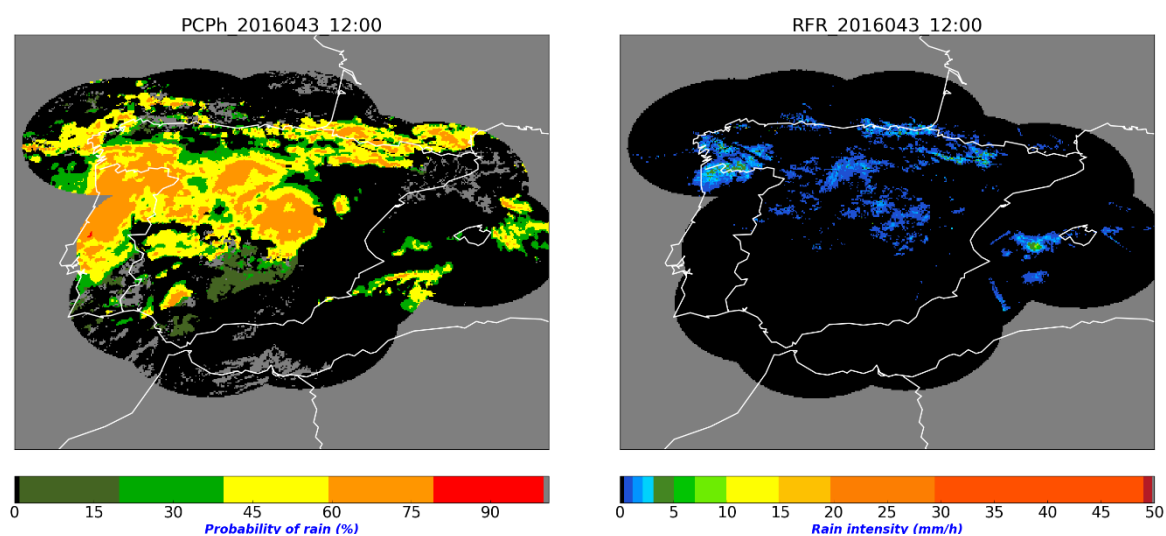 PCPh_2016043_12:00
RFR_2016043_12:00
0 15 30 45 60 75 90
Probability of rain (%)
0 5 10 15 20 25 30 35 40 45 50
Rain intensity (mm/h)